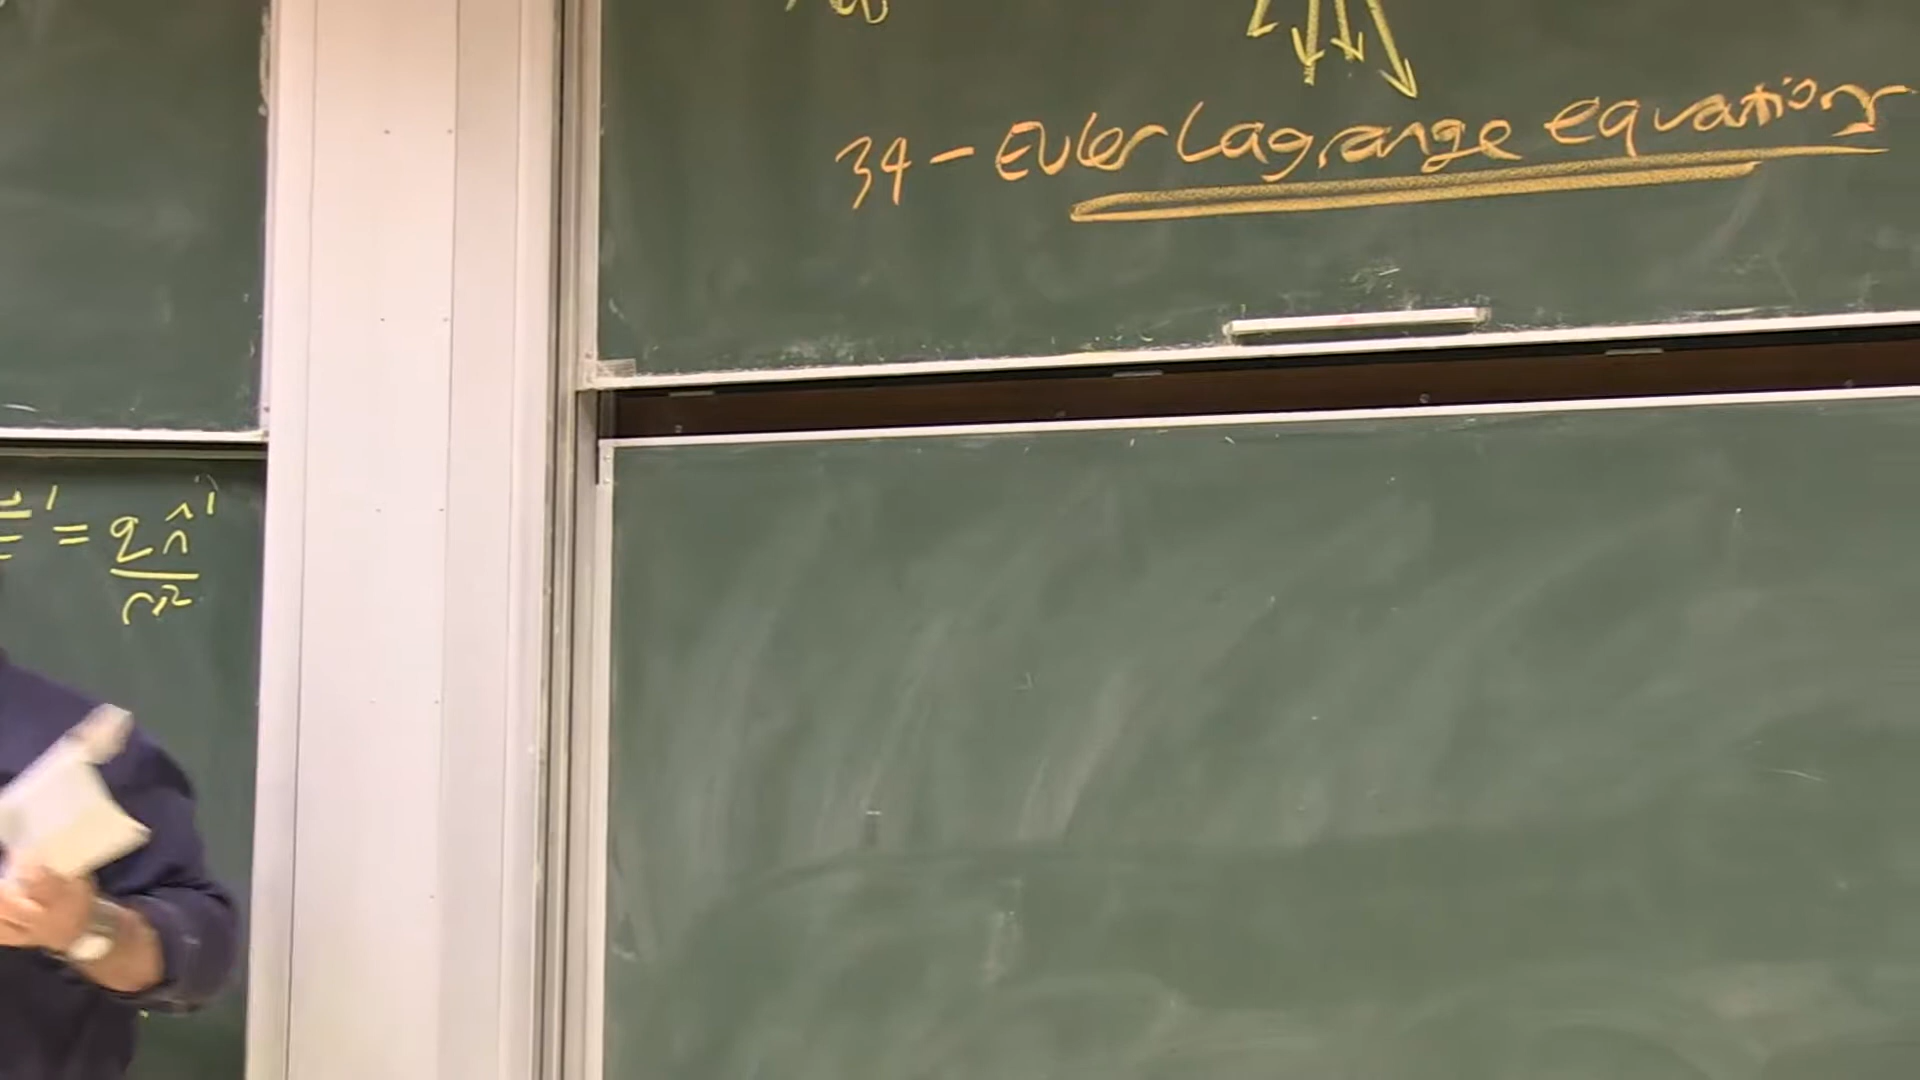 34 - Euler Lagrange equations
= q n̂'
r²